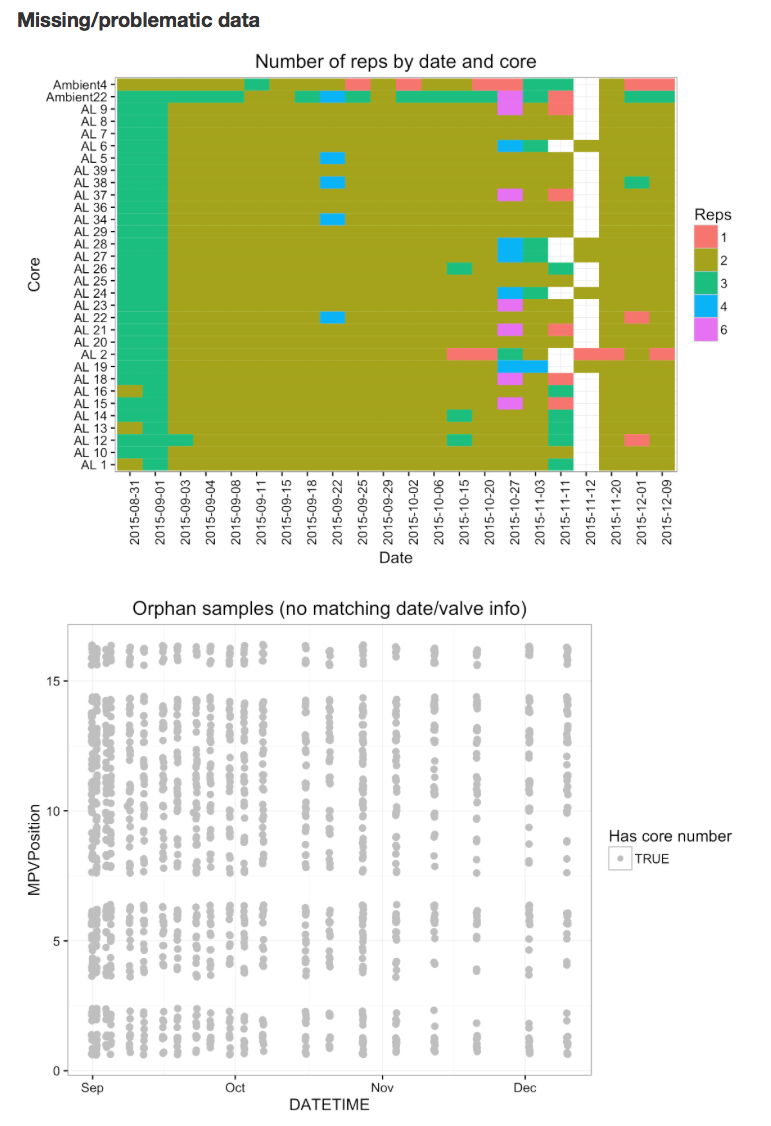 Missing/problematic data
Number of reps by date and core
Ambient4
Ambient22
AL 9
AL 8
AL 7
AL 6
AL 5
AL 39
AL 38
AL 37
AL 36
AL 34
AL 29
AL 28
AL 27
AL 26
AL 25
AL 24
AL 23
AL 22
AL 21
AL 20
AL 2
AL 19
AL 18
AL 16
AL 15
AL 14
AL 13
AL 12
AL 10
AL 1
Core
2015-08-31
2015-09-01
2015-09-03
2015-09-04
2015-09-08
2015-09-11
2015-09-15
2015-09-18
2015-09-22
2015-09-25
2015-09-29
2015-10-02
2015-10-06
2015-10-15
2015-10-20
2015-10-27
2015-11-03
2015-11-11
2015-11-12
2015-11-20
2015-12-01
2015-12-09
Date
Reps
1
2
3
4
6
Orphan samples (no matching date/valve info)
15
10
5
0
MPVPosition
Sep
Oct
Nov
Dec
DATETIME
Has core number
TRUE